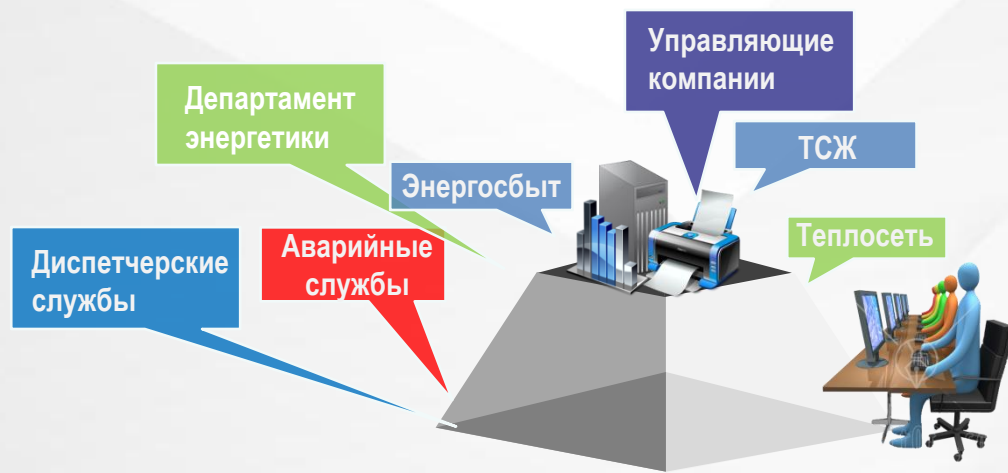 Управляющие
компании
Департамент
энергетики
ТСЖ
Энергосбыт
Теплосеть
Аварийные
службы
Диспетчерские
службы